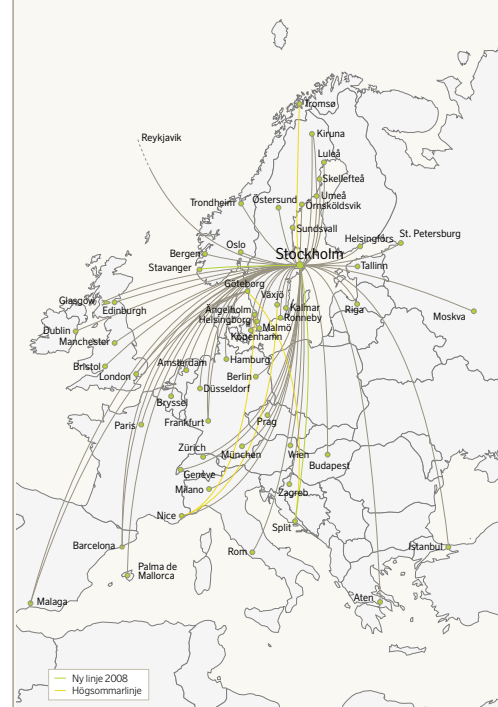 Tromsø
Kiruna
Luleå
Reykjavik
Skellefteå
Umeå
Trondheim
Östersund
Örnsköldsvik
Sundsvall
St. Petersburg
Helsingfors
Oslo
Bergen
Stockholm
Stavanger
Tallinn
Göteborg
Växjö
Glasgow
Edinburgh
Ängelholm
Kalmar
Riga
Helsingborg
Ronneby
Moskva
Dublin
Malmö
Manchester
Köpenhamn
Hamburg
Amsterdam
Bristol
London
Berlin
Düsseldorf
Bryssel
Paris
Frankfurt
Prag
Zürich
München
Wien
Budapest
Genève
Milano
Zagreb
Nice
Split
Barcelona
Rom
Istanbul
Palma de
Mallorca
Malaga
Aten
Ny linje 2008
Högsommarlinje